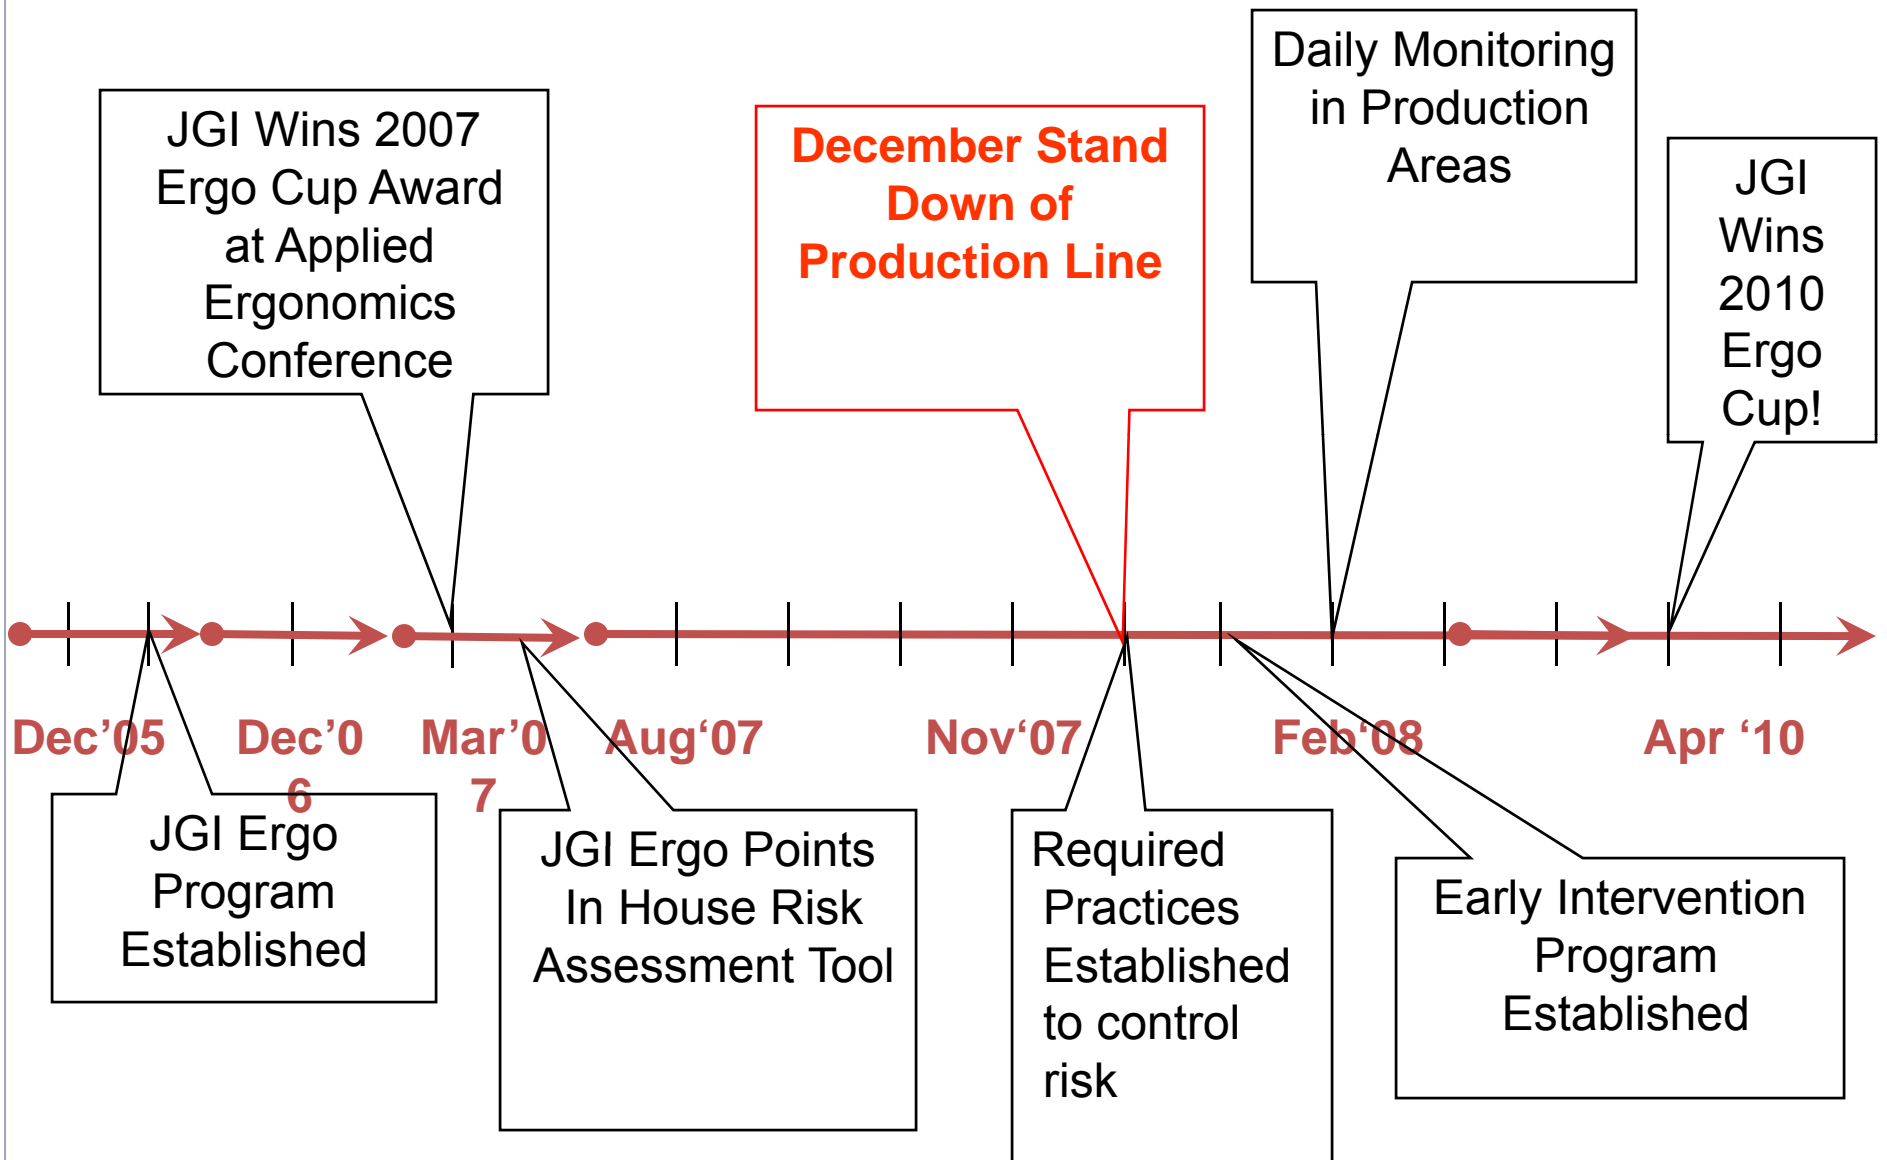 JGI Wins 2007
Ergo Cup Award
at Applied
Ergonomics
Conference
December Stand
Down of
Production Line
Daily Monitoring
in Production
Areas
JGI
Wins
2010
Ergo
Cup!
Dec’05
Dec’0
6
Mar’0
7
Aug‘07
Nov‘07
Feb‘08
Apr ‘10
JGI Ergo
Program
Established
JGI Ergo Points
In House Risk
Assessment Tool
Required
Practices
Established
to control
risk
Early Intervention
Program
Established